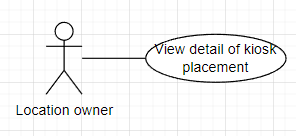 View detail of kiosk
placement
Location owner